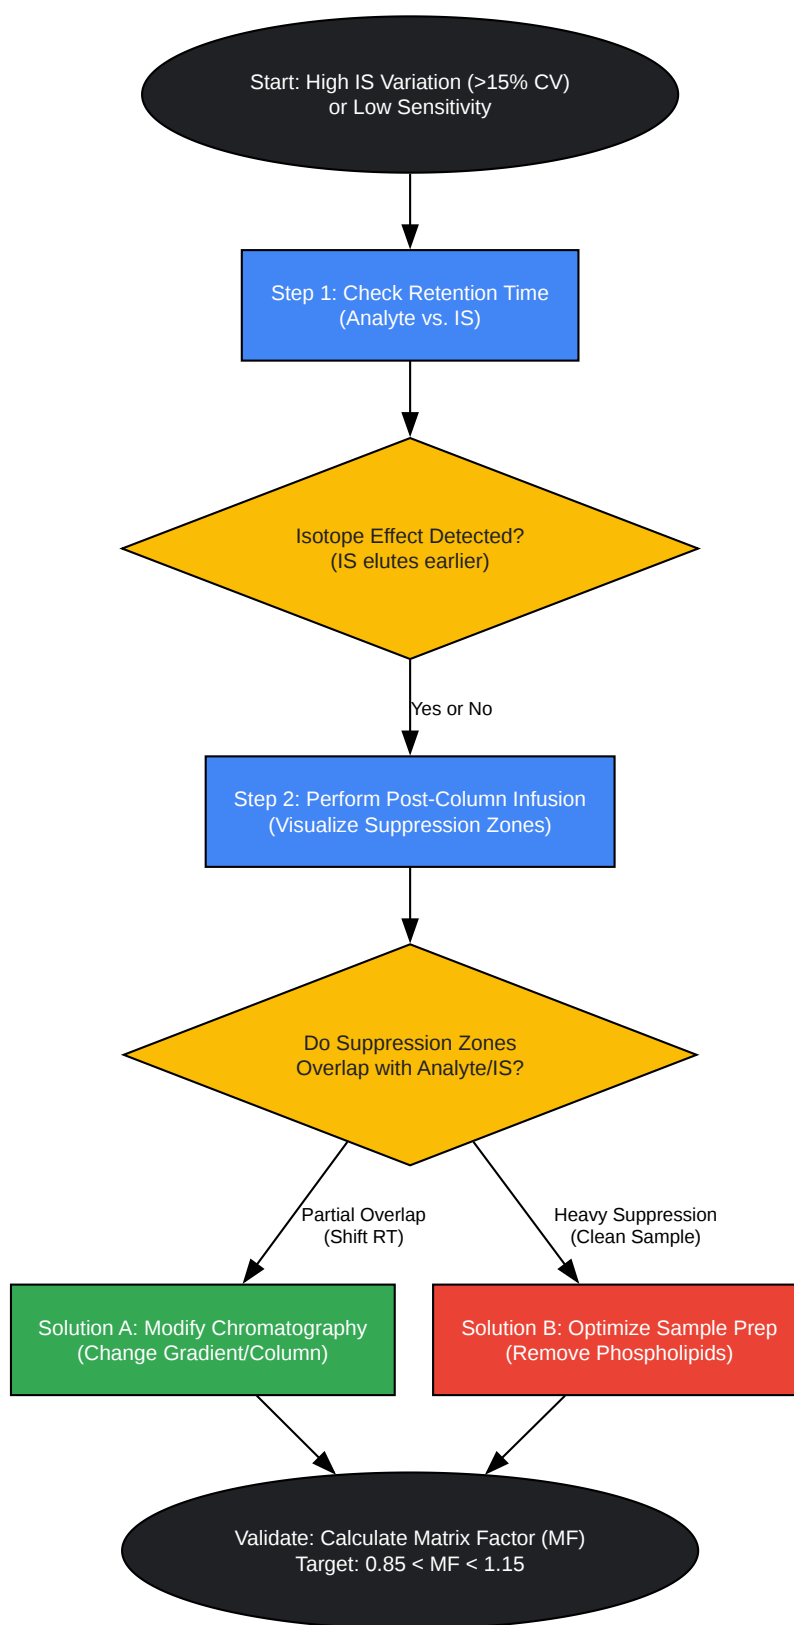 Start: High IS Variation (>15% CV)
or Low Sensitivity
Step 1: Check Retention Time
(Analyte vs. IS)
Isotope Effect Detected?
(IS elutes earlier)
Yes or No
Step 2: Perform Post-Column Infusion
(Visualize Suppression Zones)
Do Suppression Zones
Overlap with Analyte/IS?
Partial Overlap
(Shift RT)
Heavy Suppression
(Clean Sample)
Solution A: Modify Chromatography
(Change Gradient/Column)
Solution B: Optimize Sample Prep
(Remove Phospholipids)
Validate: Calculate Matrix Factor (MF)
Target: 0.85 < MF < 1.15